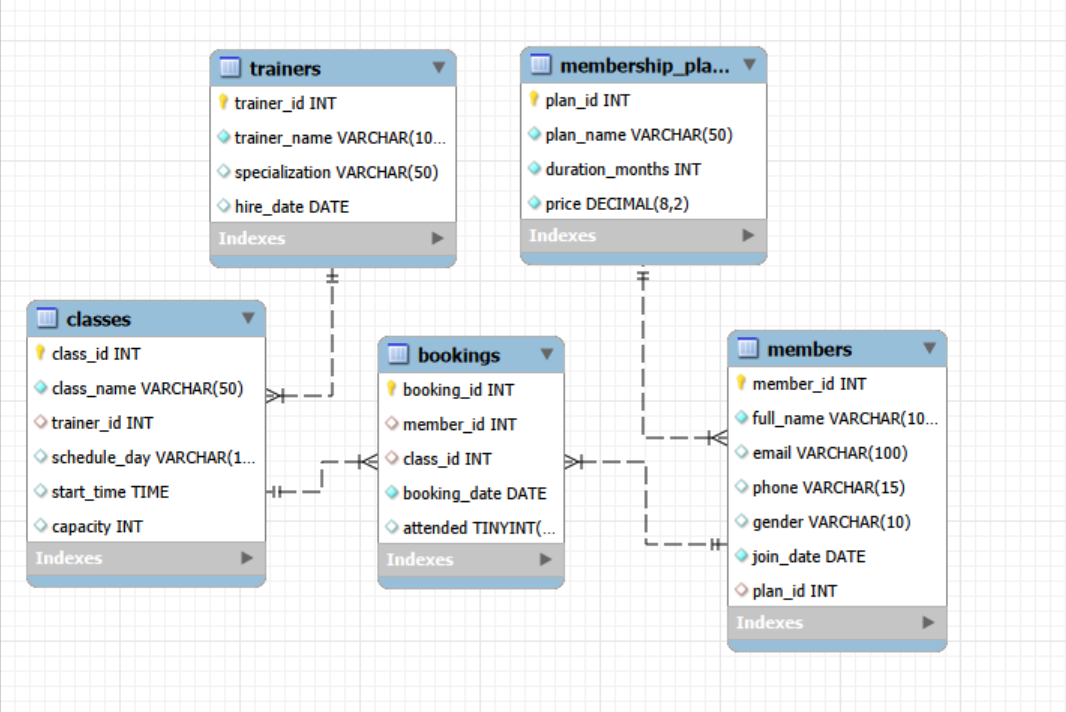 trainers
trainer_id INT
trainer_name VARCHAR(10...
specialization VARCHAR(50)
hire_date DATE
Indexes
membership_pla...
plan_id INT
plan_name VARCHAR(50)
duration_months INT
price DECIMAL(8,2)
Indexes
classes
class_id INT
class_name VARCHAR(50)
trainer_id INT
schedule_day VARCHAR(1...
start_time TIME
capacity INT
Indexes
bookings
booking_id INT
member_id INT
class_id INT
booking_date DATE
attended TINYINT(...
Indexes
members
member_id INT
full_name VARCHAR(10...
email VARCHAR(100)
phone VARCHAR(15)
gender VARCHAR(10)
join_date DATE
plan_id INT
Indexes